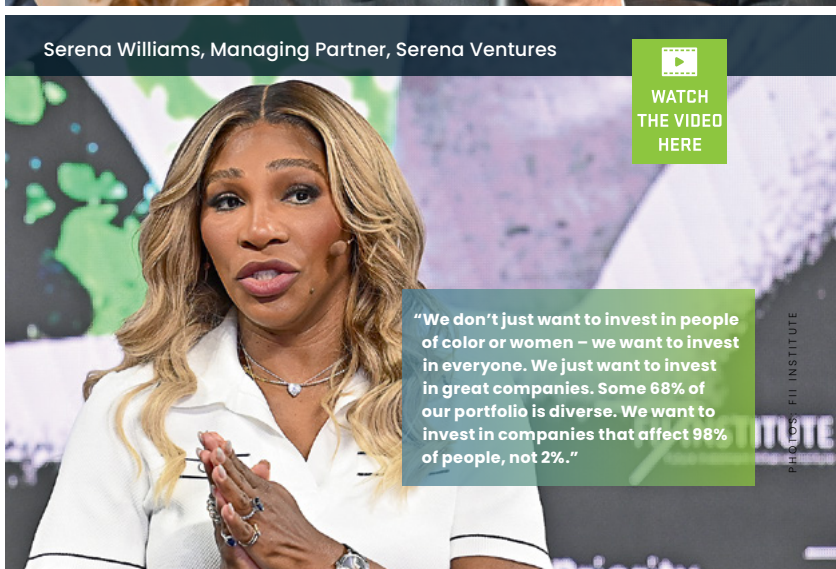 Serena Williams, Managing Partner, Serena Ventures
WATCH
THE VIDEO
HERE
“We don’t just want to invest in people
of color or women – we want to invest
in everyone. We just want to invest
in great companies. Some 68% of
our portfolio is diverse. We want to
invest in companies that affect 98%
of people, not 2%.”
PHOTOS: FII INSTITUTE